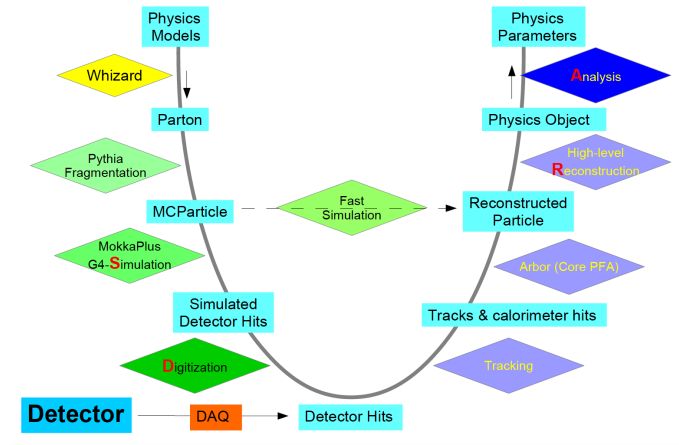 Physics
Models
Physics
Parameters
Whizard
Analysis
Parton
Physics Object
Pythia
Fragmentation
High-level
Reconstruction
MCParticle
Fast
Simulation
Reconstructed
Particle
MokkaPlus
G4-Simulation
Arbor (Core PFA)
Simulated
Detector Hits
Tracks & calorimeter hits
Digitization
Tracking
Detector
DAQ
Detector Hits